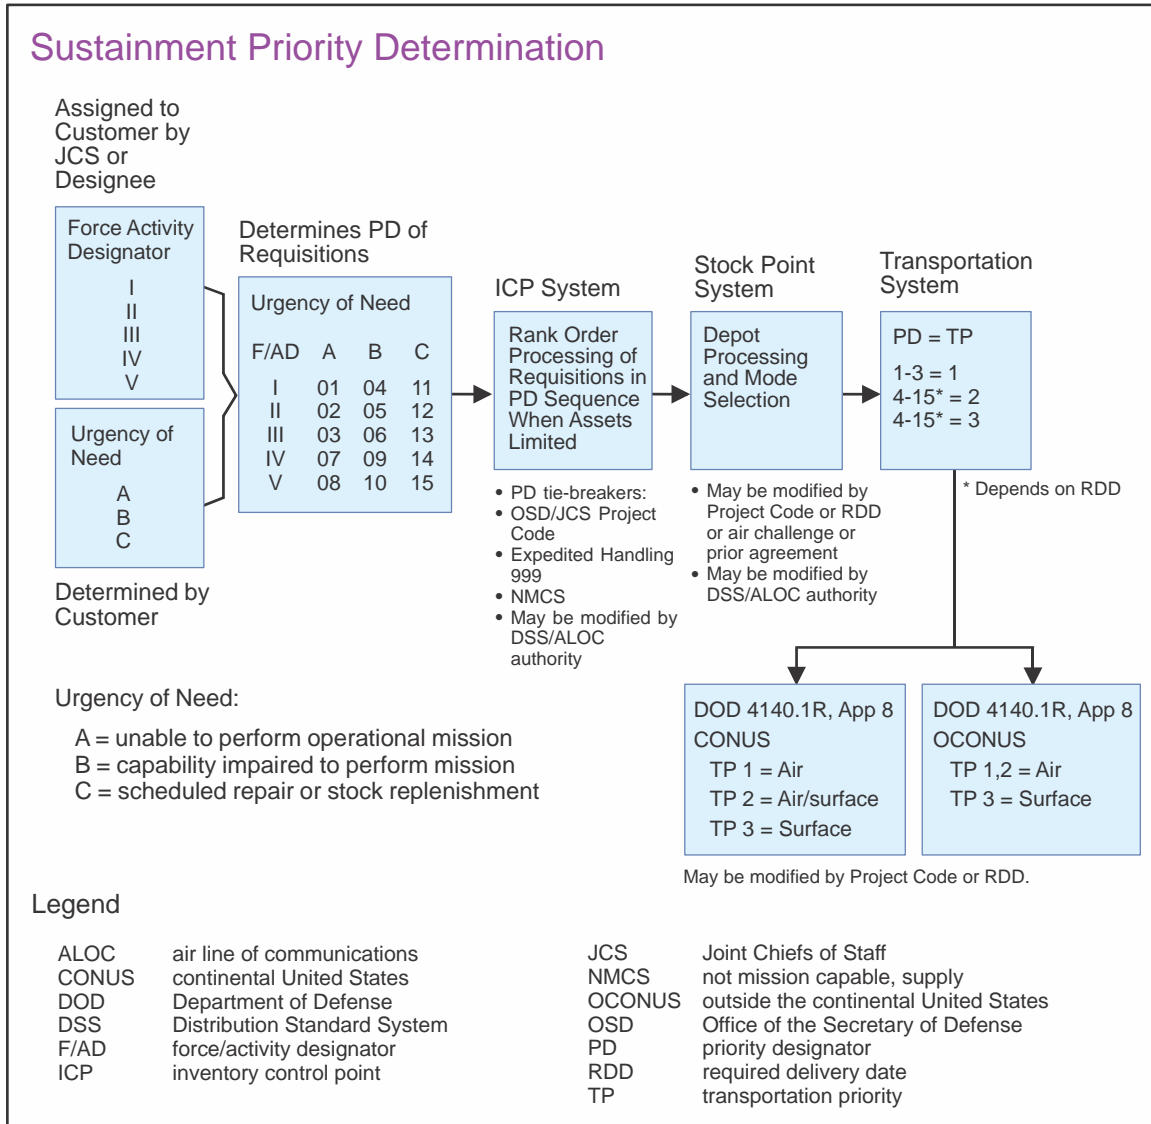 Sustainment Priority Determination
Assigned to
Customer by
JCS or
Designee
Force Activity
Designator
I
II
III
IV
V
Urgency of
Need
A
B
C
Determined by
Customer
Determines PD of
Requisitions
Urgency of Need
F/AD A B C
I 01 04 11
II 02 05 12
III 03 06 13
IV 07 09 14
V 08 10 15
ICP System
Rank Order
Processing of
Requisitions in
PD Sequence
When Assets
Limited
• PD tie-breakers:
• OSD/JCS Project
Code
• Expedited Handling
999
• NMCS
• May be modified by
DSS/ALOC
authority
Stock Point
System
Depot
Processing
and Mode
Selection
• May be modified by
Project Code or RDD
or air challenge or
prior agreement
• May be modified by
DSS/ALOC authority
Transportation
System
PD = TP
1-3 = 1
4-15* = 2
4-15* = 3
* Depends on RDD
DOD 4140.1R, App 8
CONUS
TP 1 = Air
TP 2 = Air/surface
TP 3 = Surface
DOD 4140.1R, App 8
OCONUS
TP 1,2 = Air
TP 3 = Surface
May be modified by Project Code or RDD.
Urgency of Need:
A = unable to perform operational mission
B = capability impaired to perform mission
C = scheduled repair or stock replenishment
Legend
ALOC air line of communications
CONUS continental United States
DOD Department of Defense
DSS Distribution Standard System
F/AD force/activity designator
ICP inventory control point
JCS Joint Chiefs of Staff
NMCS not mission capable, supply
OCONUS outside the continental United States
OSD Office of the Secretary of Defense
PD priority designator
RDD required delivery date
TP transportation priority